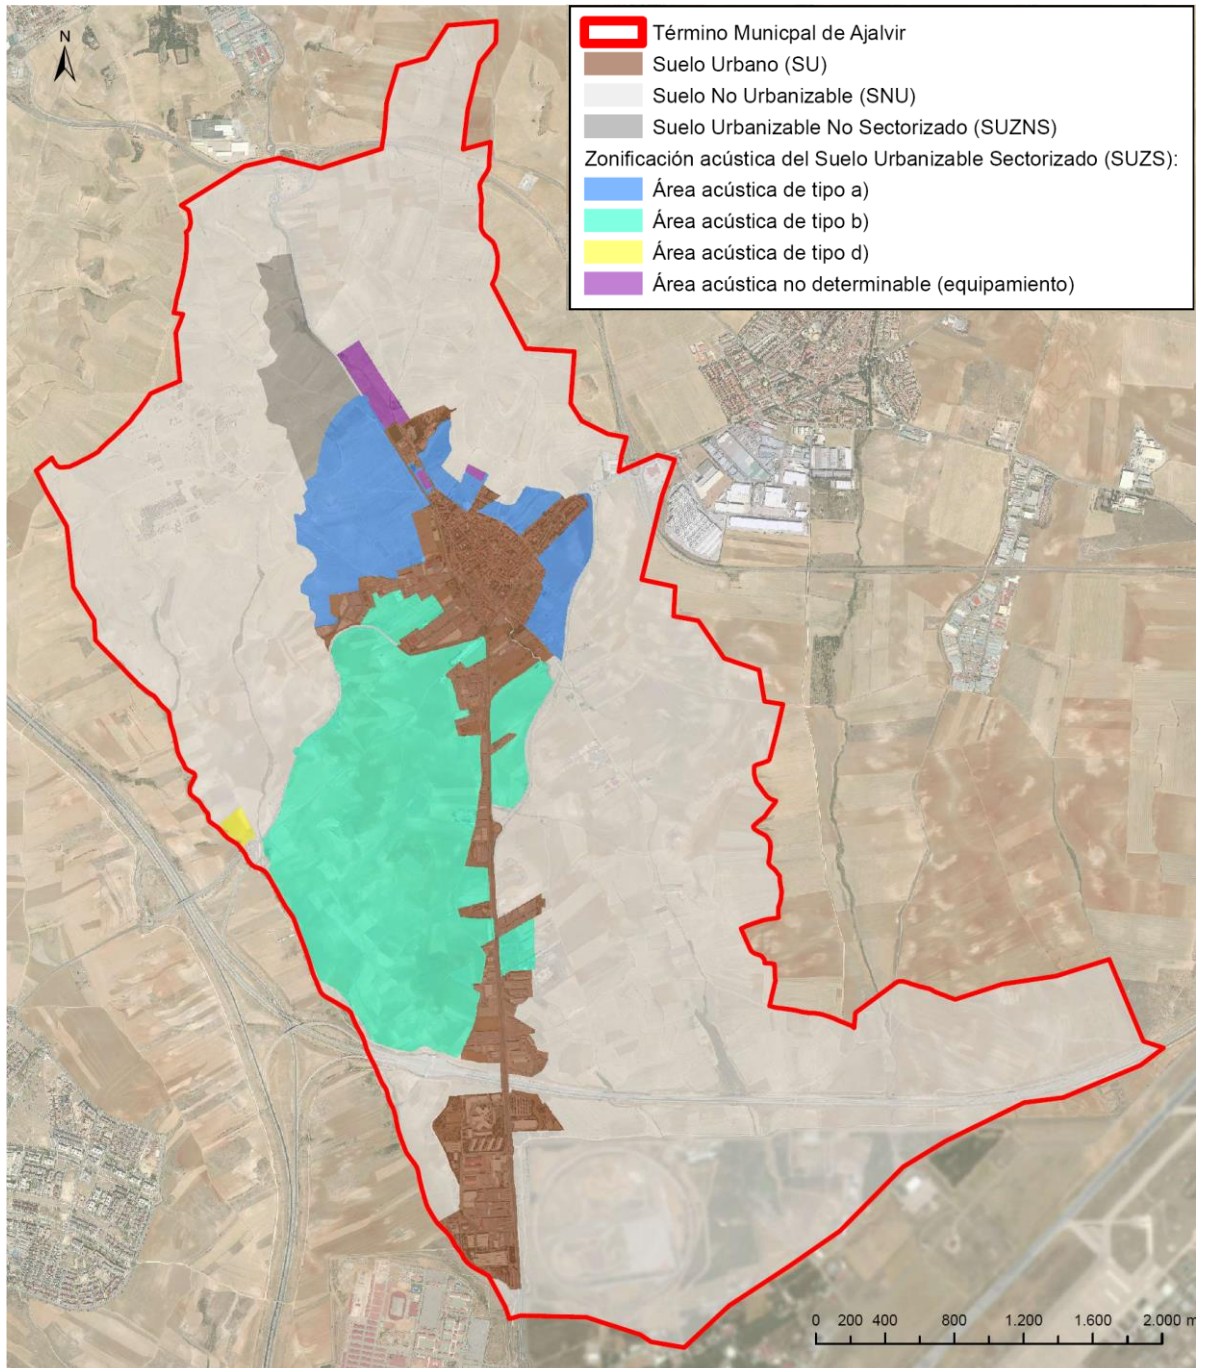 N
Término Municpal de Ajalvir
Suelo Urbano (SU)
Suelo No Urbanizable (SNU)
Suelo Urbanizable No Sectorizado (SUZNS)
Zonificación acústica del Suelo Urbanizable Sectorizado (SUZS):
Área acústica de tipo a)
Área acústica de tipo b)
Área acústica de tipo d)
Área acústica no determinable (equipamiento)
0 200 400 800 1.200 1.600 2.000 m